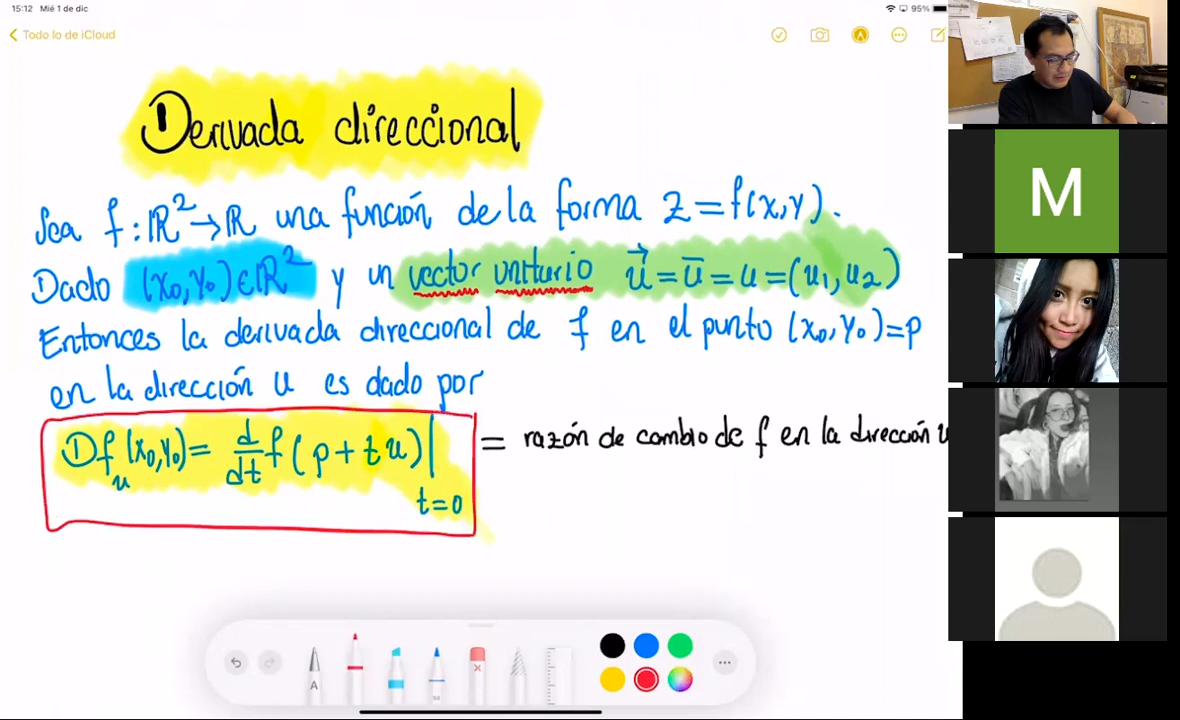 15:12 Mié 1 de dic
95%
Todo lo de iCloud
Derivada direccional
Sea f : ℝ² → ℝ una función de la forma z = f(x,y).
Dado (x₀,y₀) ∈ ℝ² y un vector unitario u⃗ = ū = u = (u₁,u₂)
Entonces la derivada direccional de f en el punto (x₀,y₀) = p
en la dirección u es dado por
D_u f(x₀,y₀) = d/dt f(p + t u) | t=0 = razón de cambio de f en la dirección u
A
M